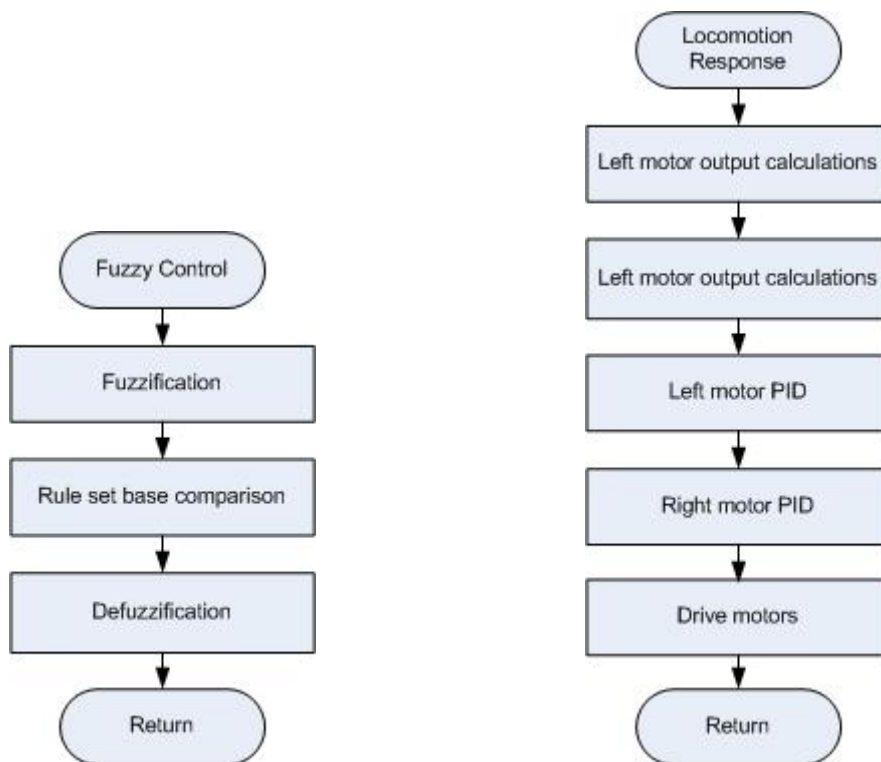 Fuzzy Control
Fuzzification
Rule set base comparison
Defuzzification
Return
Locomotion
Response
Left motor output calculations
Left motor output calculations
Left motor PID
Right motor PID
Drive motors
Return